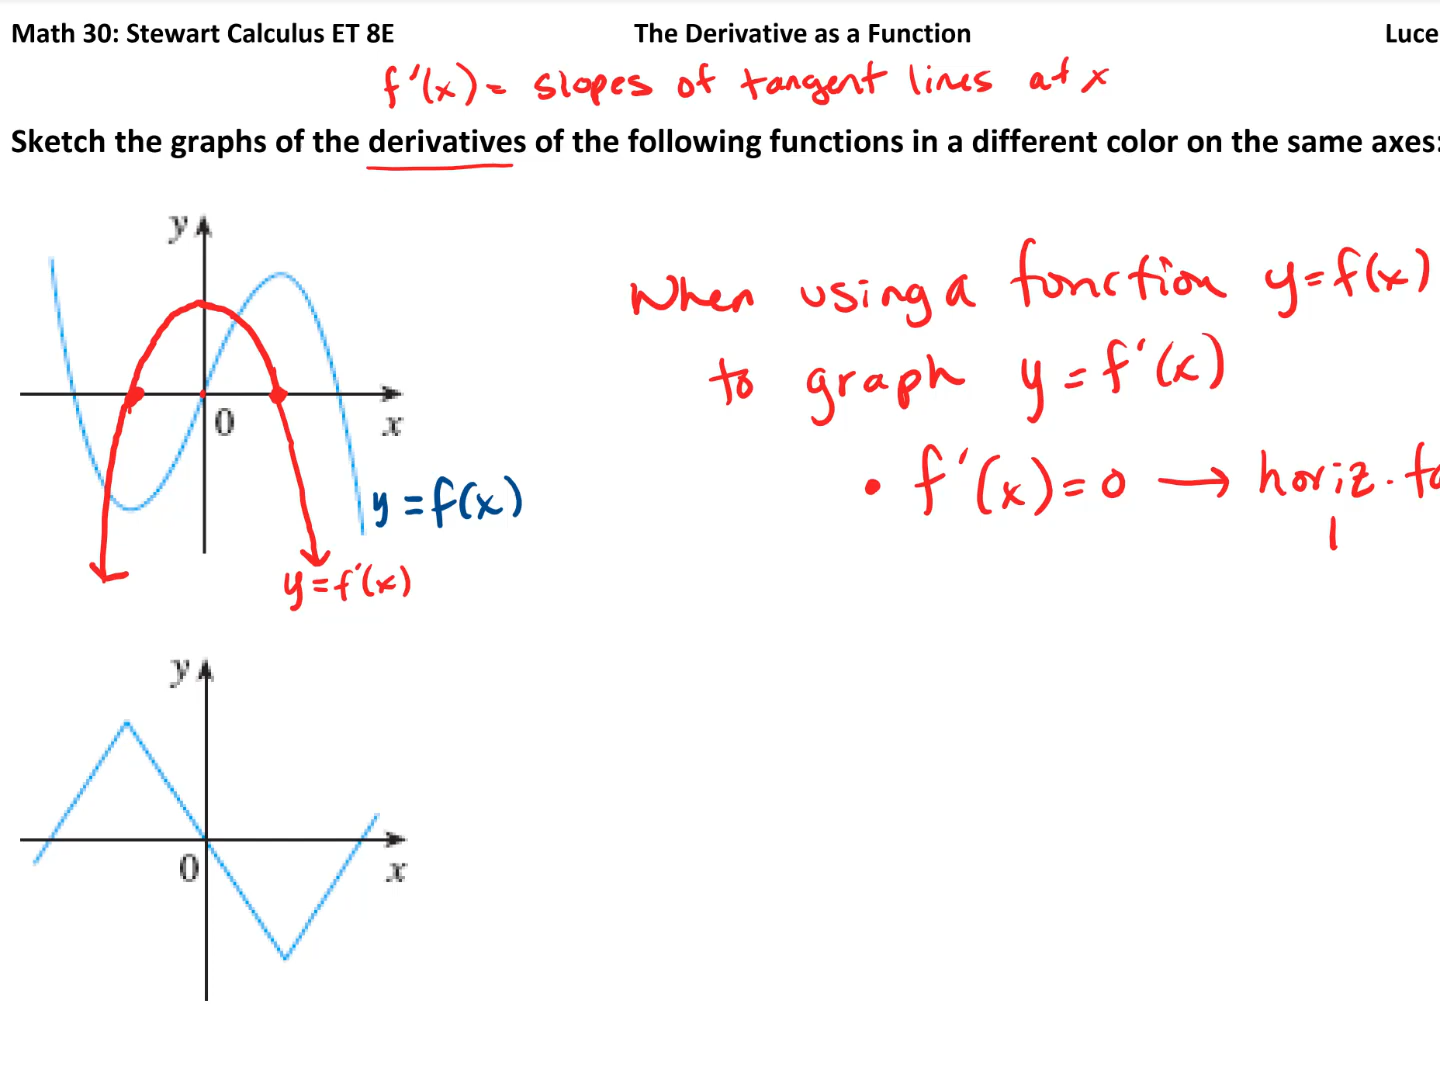 Math 30: Stewart Calculus ET 8E The Derivative as a Function Luce
f'(x) = slopes of tangent lines at x
Sketch the graphs of the derivatives of the following functions in a different color on the same axes:
y
When using a function y=f(x)
to graph y=f'(x)
0
x
• f'(x)=0 → horiz. ta
y=f(x)
y=f'(x)
y
0
x